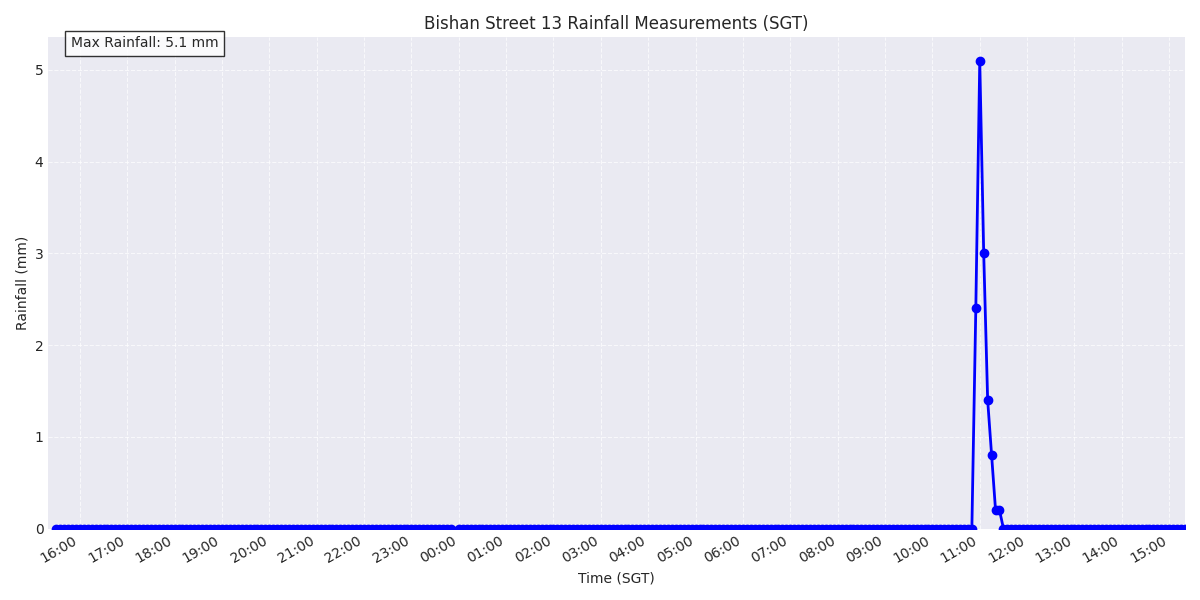 Bishan Street 13 Rainfall Measurements (SGT)
Max Rainfall: 5.1 mm
Rainfall (mm)
5
4
3
2
1
0
16:00 17:00 18:00 19:00 20:00 21:00 22:00 23:00 00:00 01:00 02:00 03:00 04:00 05:00 06:00 07:00 08:00 09:00 10:00 11:00 12:00 13:00 14:00 15:00
Time (SGT)